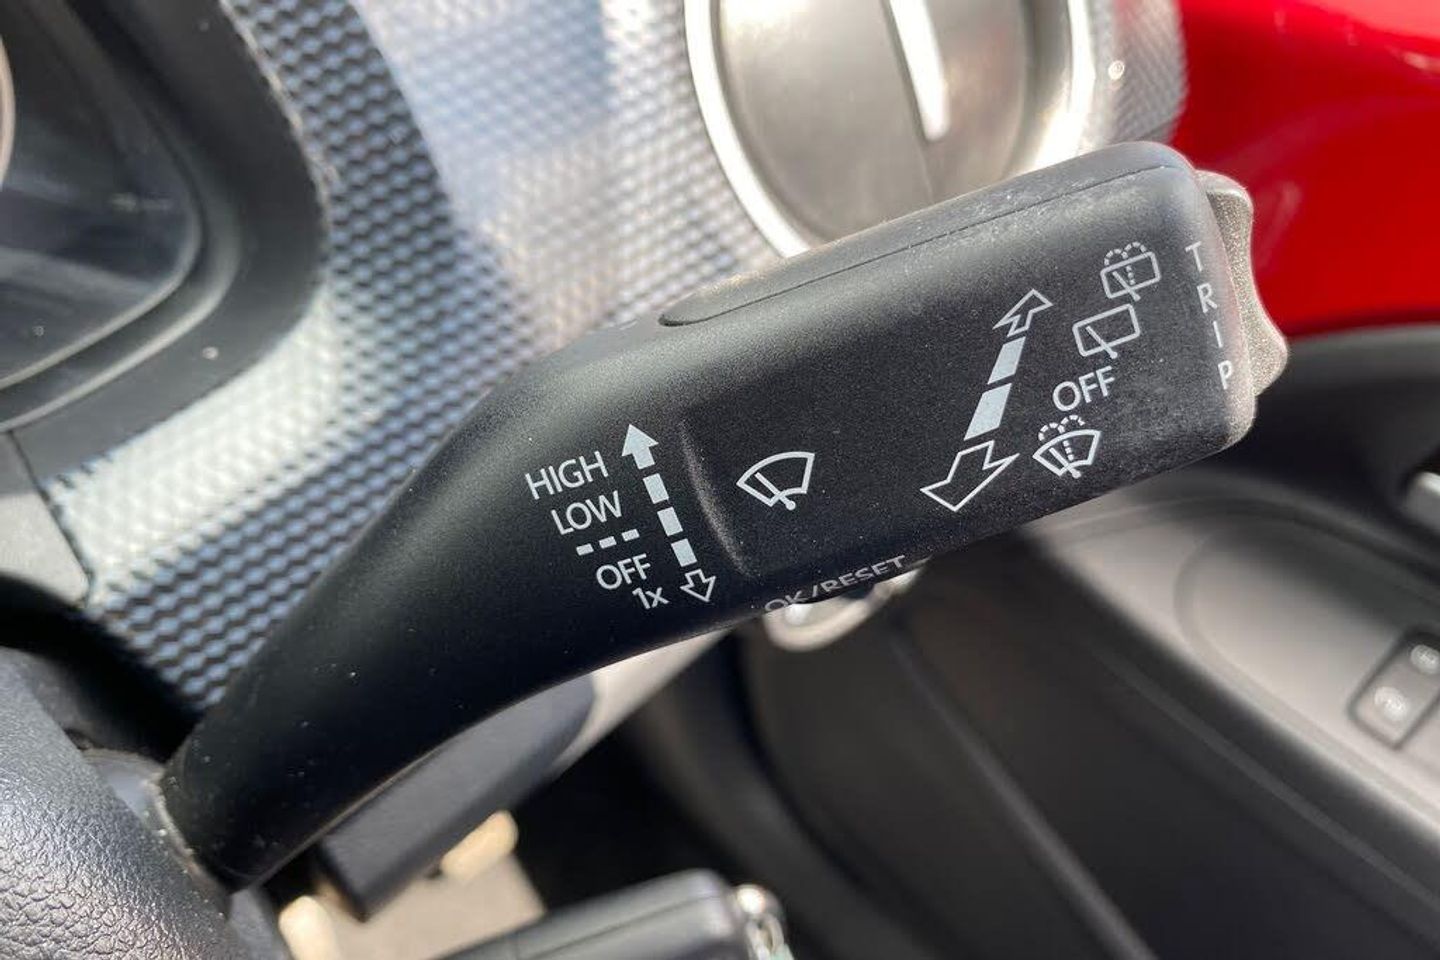 HIGH
LOW
---
OFF
1x
OFF
TRIP
OK/RESET